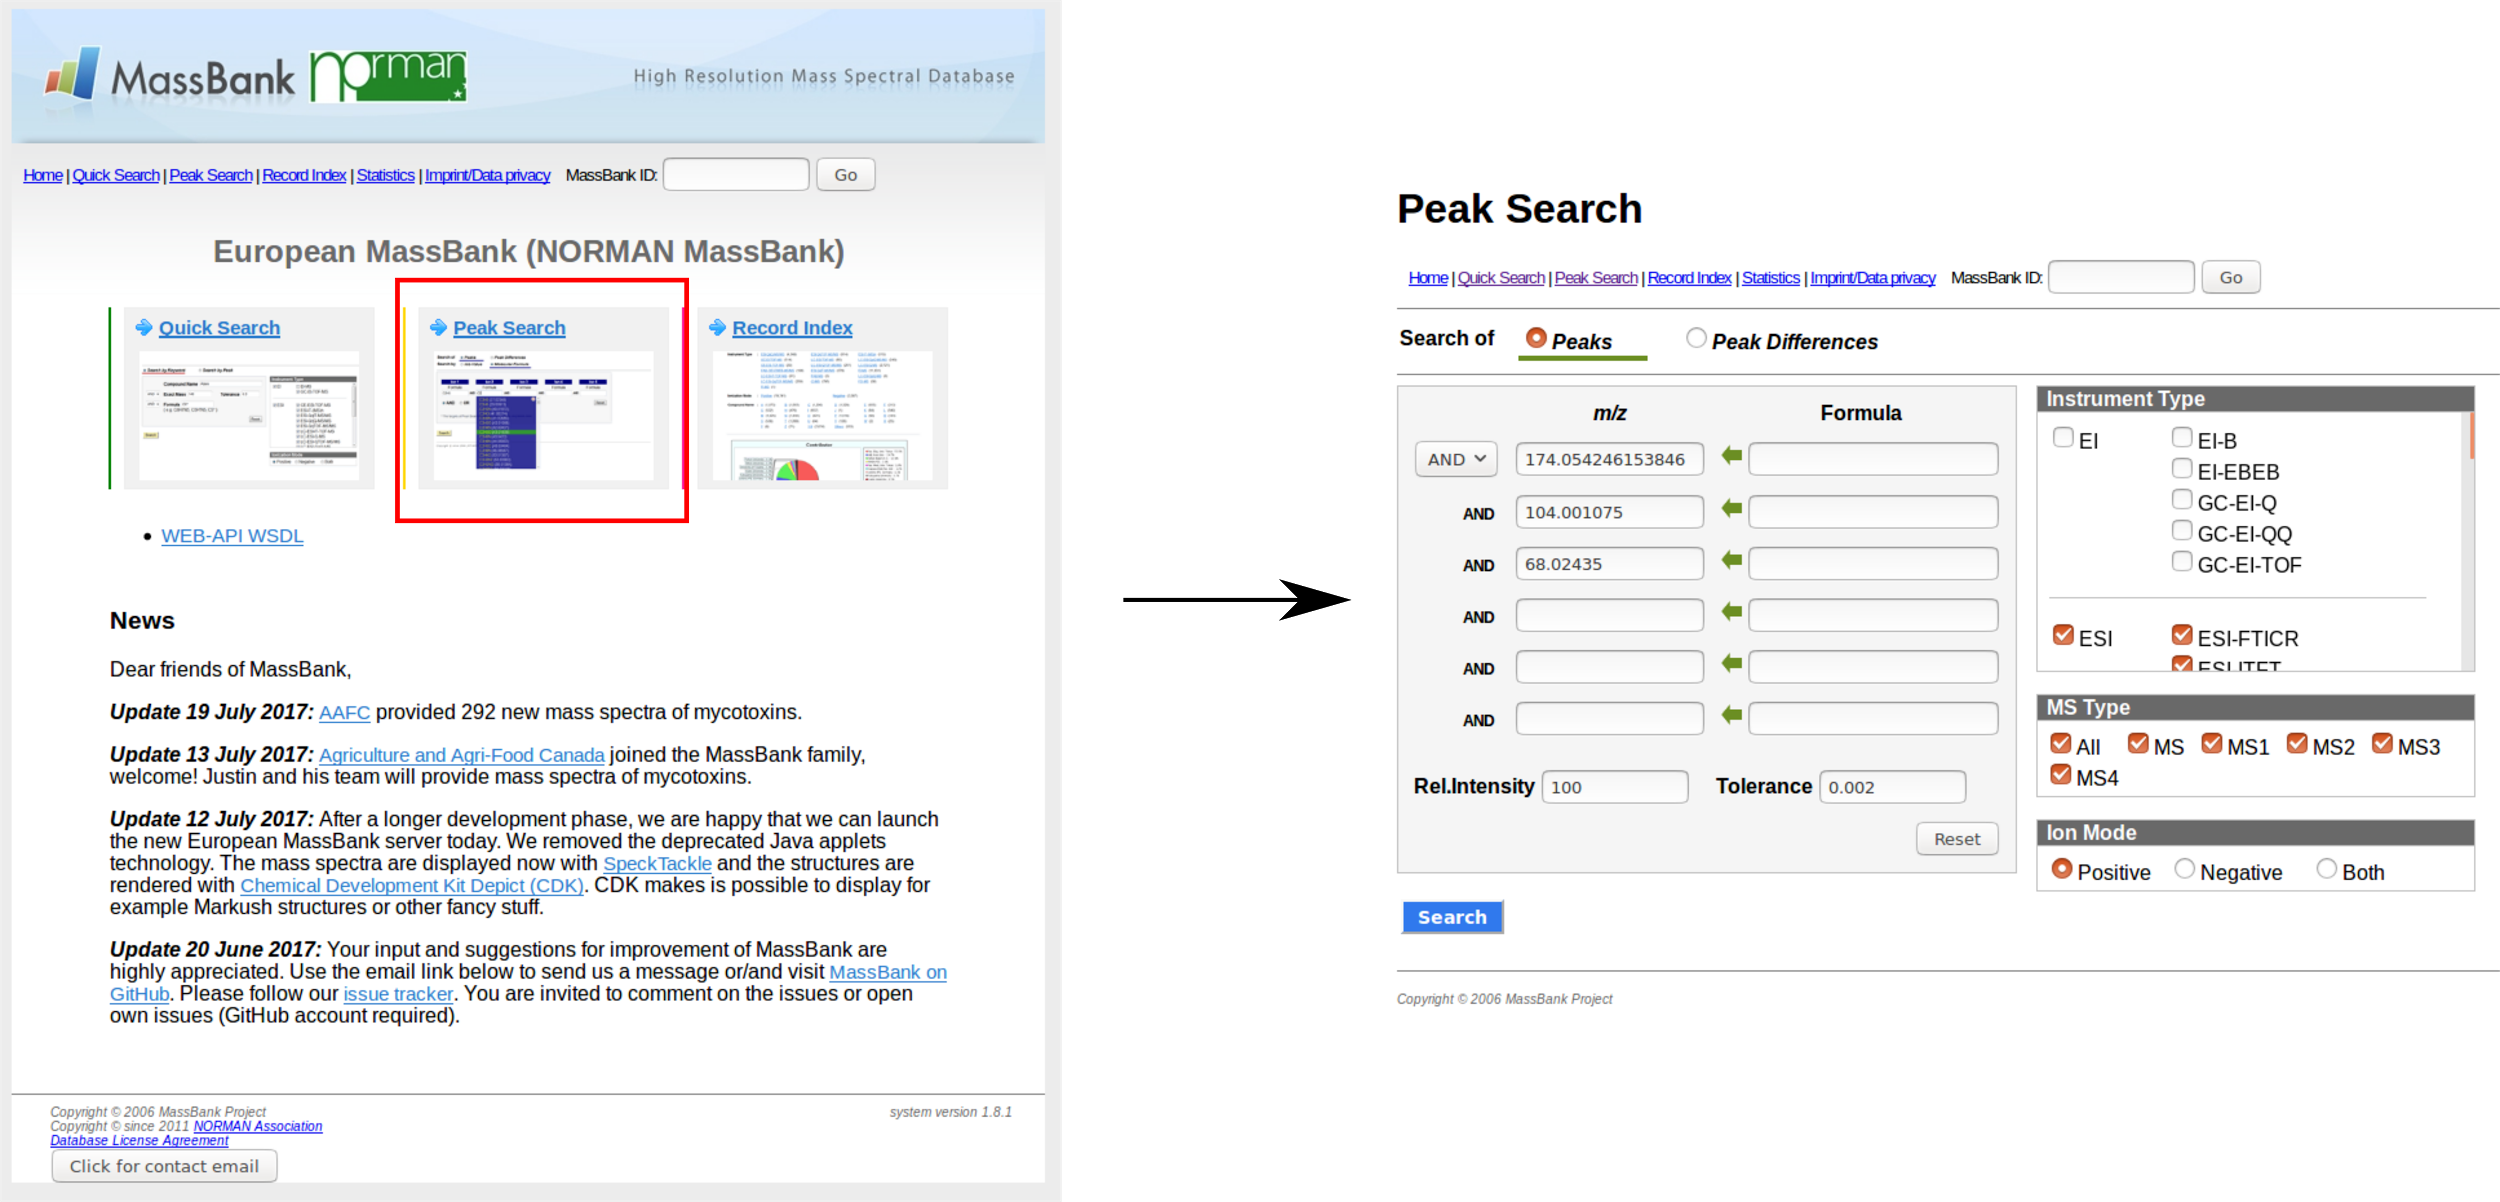 MassBank norman
High Resolution Mass Spectral Database
Home | Quick Search | Peak Search | Record Index | Statistics | Imprint/Data privacy MassBank ID: Go
European MassBank (NORMAN MassBank)
Quick Search
Peak Search
Record Index
WEB-API WSDL
News
Dear friends of MassBank,
Update 19 July 2017: AAFC provided 292 new mass spectra of mycotoxins.
Update 13 July 2017: Agriculture and Agri-Food Canada joined the MassBank family,
welcome! Justin and his team will provide mass spectra of mycotoxins.
Update 12 July 2017: After a longer development phase, we are happy that we can launch
the new European MassBank server today. We removed the deprecated Java applets
technology. The mass spectra are displayed now with SpeckTackle and the structures are
rendered with Chemical Development Kit Depict (CDK). CDK makes is possible to display for
example Markush structures or other fancy stuff.
Update 20 June 2017: Your input and suggestions for improvement of MassBank are
highly appreciated. Use the email link below to send us a message or/and visit MassBank on
GitHub. Please follow our issue tracker. You are invited to comment on the issues or open
own issues (GitHub account required).
Copyright © 2006 MassBank Project
system version 1.8.1
Copyright © since 2011 NORMAN Association
Database License Agreement
Click for contact email
Peak Search
Home | Quick Search | Peak Search | Record Index | Statistics | Imprint/Data privacy MassBank ID: Go
Search of Peaks Peak Differences
m/z Formula
AND 174.054246153846
AND 104.001075
AND 68.02435
AND
AND
AND
Rel.Intensity 100 Tolerance 0.002
Reset
Search
Instrument Type
EI EI-B
EI-EBEB
GC-EI-Q
GC-EI-QQ
GC-EI-TOF
ESI ESI-FTICR
ESI-ITFT
MS Type
All MS MS1 MS2 MS3
MS4
Ion Mode
Positive Negative Both
Copyright © 2006 MassBank Project